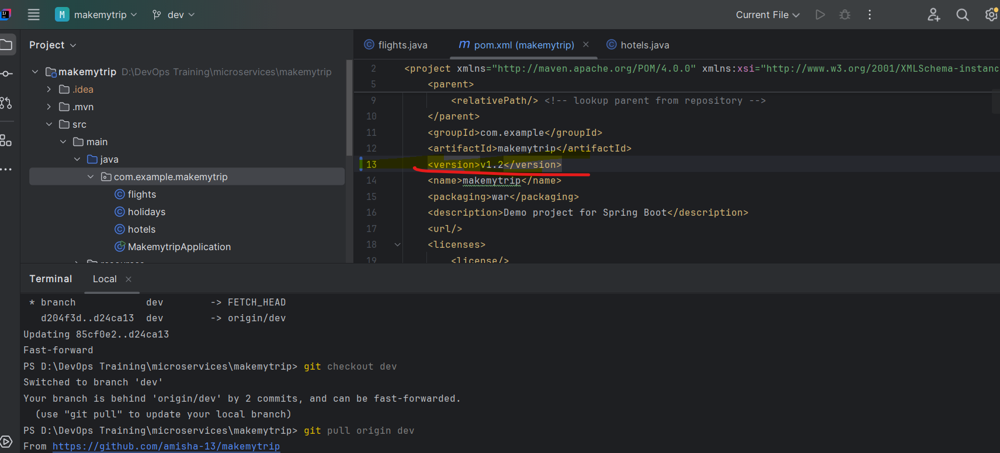 M makemytrip dev Current File
Project
makemytrip D:\DevOps Training\microservices\makemytrip
.idea
.mvn
src
main
java
com.example.makemytrip
flights
holidays
hotels
MakemytripApplication
flights.java pom.xml (makemytrip) hotels.java
2 <project xmlns="http://maven.apache.org/POM/4.0.0" xmlns:xsi="http://www.w3.org/2001/XMLSchema-instanc
5 <parent>
9 <relativePath/> <!-- lookup parent from repository -->
10 </parent>
11 <groupId>com.example</groupId>
12 <artifactId>makemytrip</artifactId>
13 <version>v1.2</version>
14 <name>makemytrip</name>
15 <packaging>war</packaging>
16 <description>Demo project for Spring Boot</description>
17 <url/>
18 <licenses>
19 <license/>
Terminal Local
* branch dev -> FETCH_HEAD
d204f3d..d24ca13 dev -> origin/dev
Updating 85cf0e2..d24ca13
Fast-forward
PS D:\DevOps Training\microservices\makemytrip> git checkout dev
Switched to branch 'dev'
Your branch is behind 'origin/dev' by 2 commits, and can be fast-forwarded.
(use "git pull" to update your local branch)
PS D:\DevOps Training\microservices\makemytrip> git pull origin dev
From https://github.com/amisha-13/makemytrip